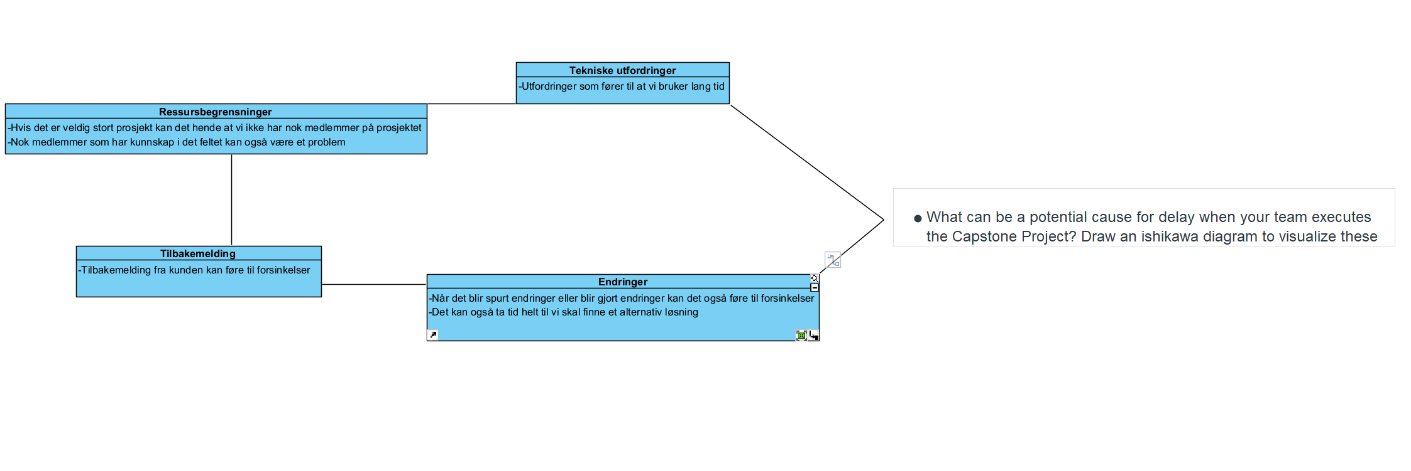 Tekniske utfordringer
-Utfordringer som fører til at vi bruker lang tid
Ressursbegrensninger
-Hvis det er veldig stort prosjekt kan det hende at vi ikke har nok medlemmer på prosjektet
-Nok medlemmer som har kunnskap i det feltet kan også være et problem
● What can be a potential cause for delay when your team executes
the Capstone Project? Draw an ishikawa diagram to visualize these
Tilbakemelding
-Tilbakemelding fra kunden kan føre til forsinkelser
Endringer
-Når det blir spurt endringer eller blir gjort endringer kan det også føre til forsinkelser
-Det kan også ta tid helt til vi skal finne et alternativ løsning